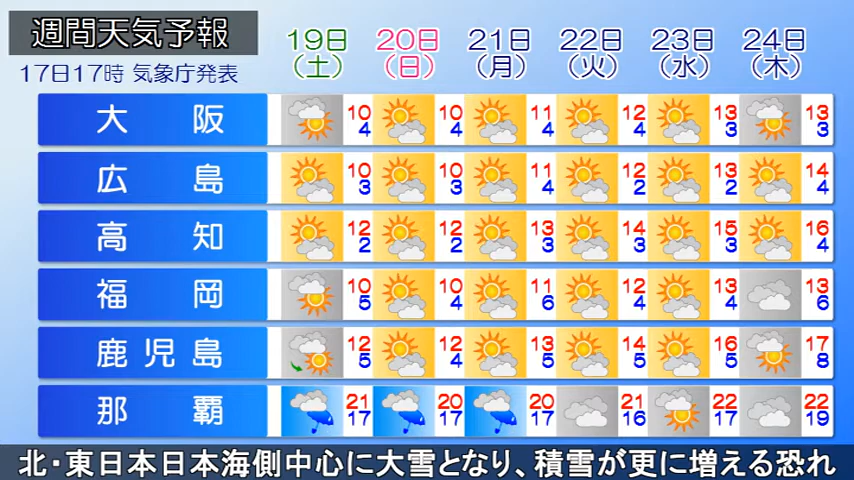 週間天気予報
17日17時 気象庁発表
19日 20日 21日 22日 23日 24日
(土) (日) (月) (火) (水) (木)
大阪 10 4 10 4 11 4 12 4 13 3 13 3
広島 10 3 10 3 11 4 12 2 13 2 14 4
高知 12 2 12 2 13 3 14 3 15 3 16 4
福岡 10 5 10 4 11 6 12 4 13 4 13 6
鹿児島 12 5 12 4 13 5 14 5 16 5 17 8
那覇 21 17 20 17 20 17 21 16 22 17 22 19
北・東日本日本海側中心に大雪となり、積雪が更に増える恐れ